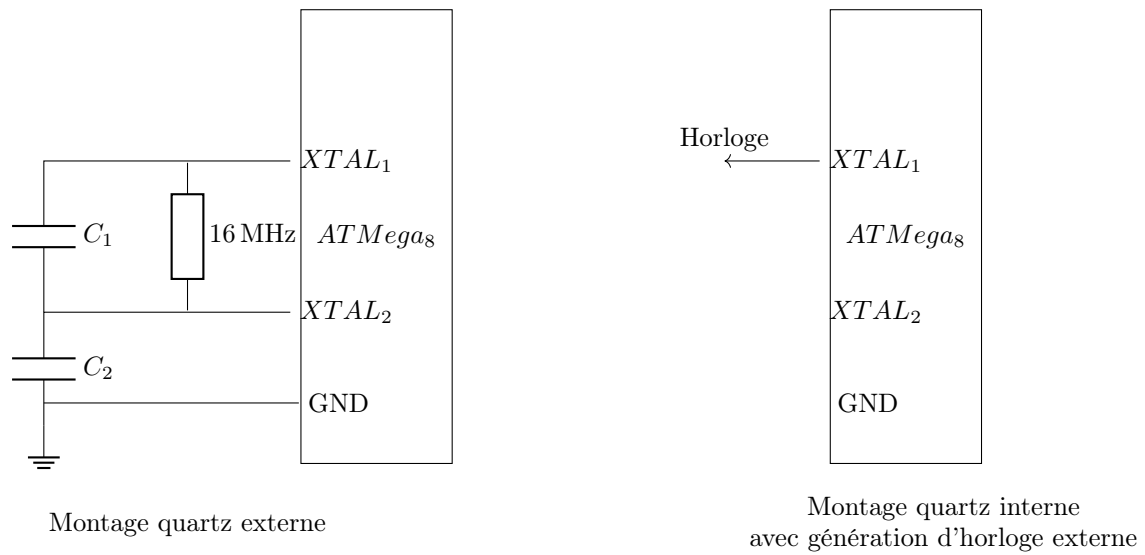 XTAL₁
C₁
16 MHz
ATMega₈
XTAL₂
C₂
GND
Montage quartz externe
Horloge
XTAL₁
ATMega₈
XTAL₂
GND
Montage quartz interne
avec génération d'horloge externe